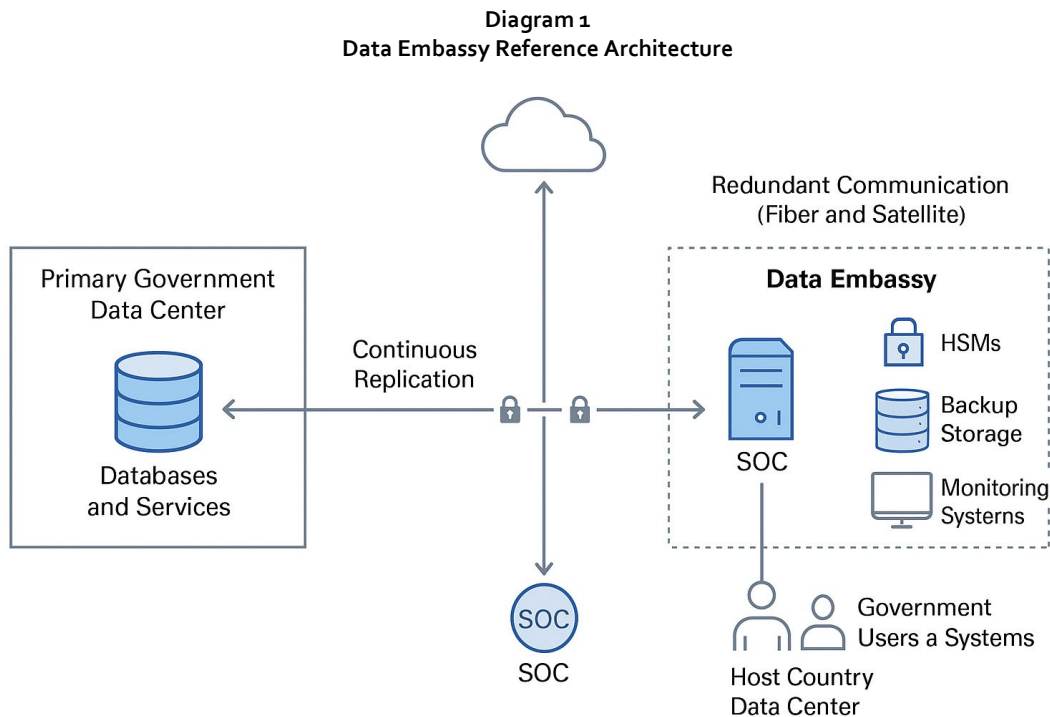 Diagram 1
Data Embassy Reference Architecture
Redundant Communication
(Fiber and Satellite)
Primary Government
Data Center
Databases
and Services
Continuous
Replication
Data Embassy
SOC
HSMs
Backup
Storage
Monitoring
Systerns
SOC
SOC
Government
Users a Systems
Host Country
Data Center